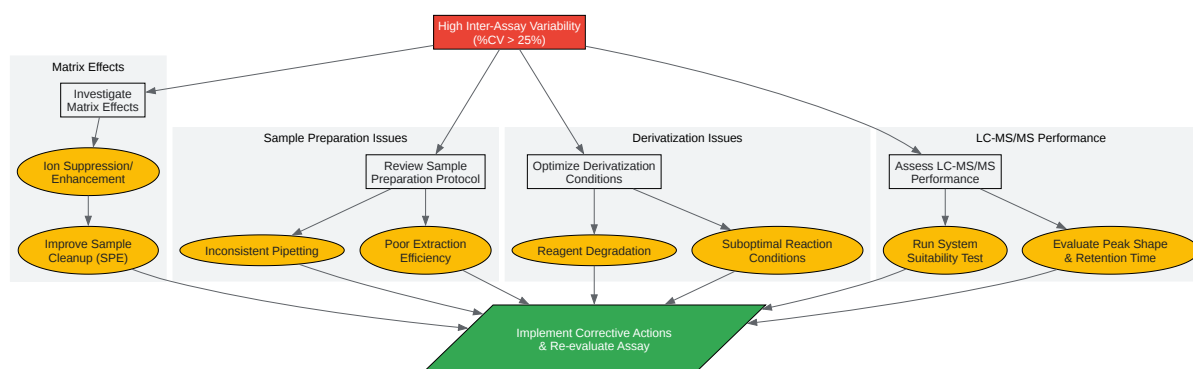 High Inter-Assay Variability
(%CV > 25%)
Matrix Effects
Investigate
Matrix Effects
Ion Suppression/
Enhancement
Improve Sample
Cleanup (SPE)
Sample Preparation Issues
Review Sample
Preparation Protocol
Inconsistent Pipetting
Poor Extraction
Efficiency
Derivatization Issues
Optimize Derivatization
Conditions
Reagent Degradation
Suboptimal Reaction
Conditions
LC-MS/MS Performance
Assess LC-MS/MS
Performance
Run System
Suitability Test
Evaluate Peak Shape
& Retention Time
Implement Corrective Actions
& Re-evaluate Assay